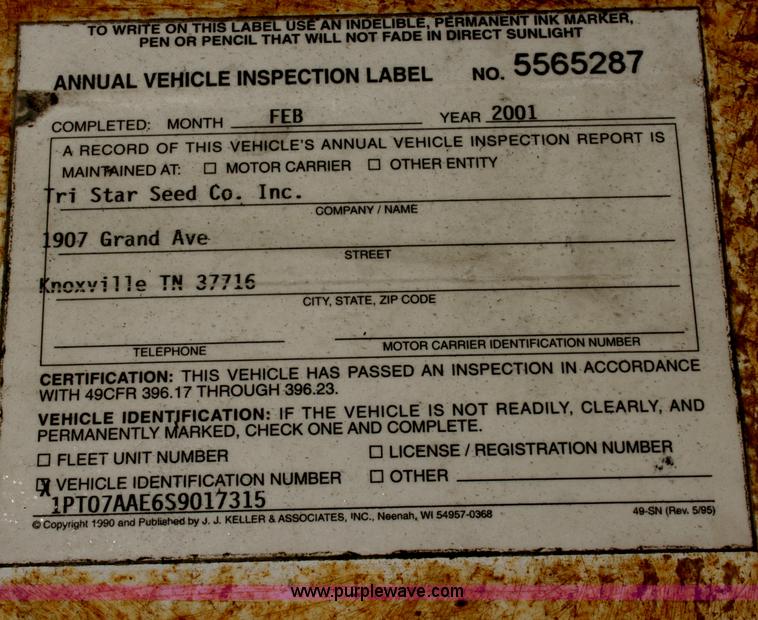 TO WRITE ON THIS LABEL USE AN INDELIBLE, PERMANENT INK MARKER,
PEN OR PENCIL THAT WILL NOT FADE IN DIRECT SUNLIGHT
ANNUAL VEHICLE INSPECTION LABEL NO. 5565287
COMPLETED: MONTH FEB YEAR 2001
A RECORD OF THIS VEHICLE'S ANNUAL VEHICLE INSPECTION REPORT IS
MAINTAINED AT: ☐ MOTOR CARRIER ☐ OTHER ENTITY
Tri Star Seed Co. Inc.
COMPANY / NAME
1907 Grand Ave
STREET
Knoxville TN 37716
CITY, STATE, ZIP CODE
TELEPHONE MOTOR CARRIER IDENTIFICATION NUMBER
CERTIFICATION: THIS VEHICLE HAS PASSED AN INSPECTION IN ACCORDANCE
WITH 49CFR 396.17 THROUGH 396.23.
VEHICLE IDENTIFICATION: IF THE VEHICLE IS NOT READILY, CLEARLY, AND
PERMANENTLY MARKED, CHECK ONE AND COMPLETE.
☐ FLEET UNIT NUMBER ☐ LICENSE / REGISTRATION NUMBER
☒ VEHICLE IDENTIFICATION NUMBER ☐ OTHER
1PT07AAE6S9017315
© Copyright 1990 and Published by J. J. KELLER & ASSOCIATES, INC., Neenah, WI 54957-0368 49-SN (Rev. 5/95)
www.purplewave.com